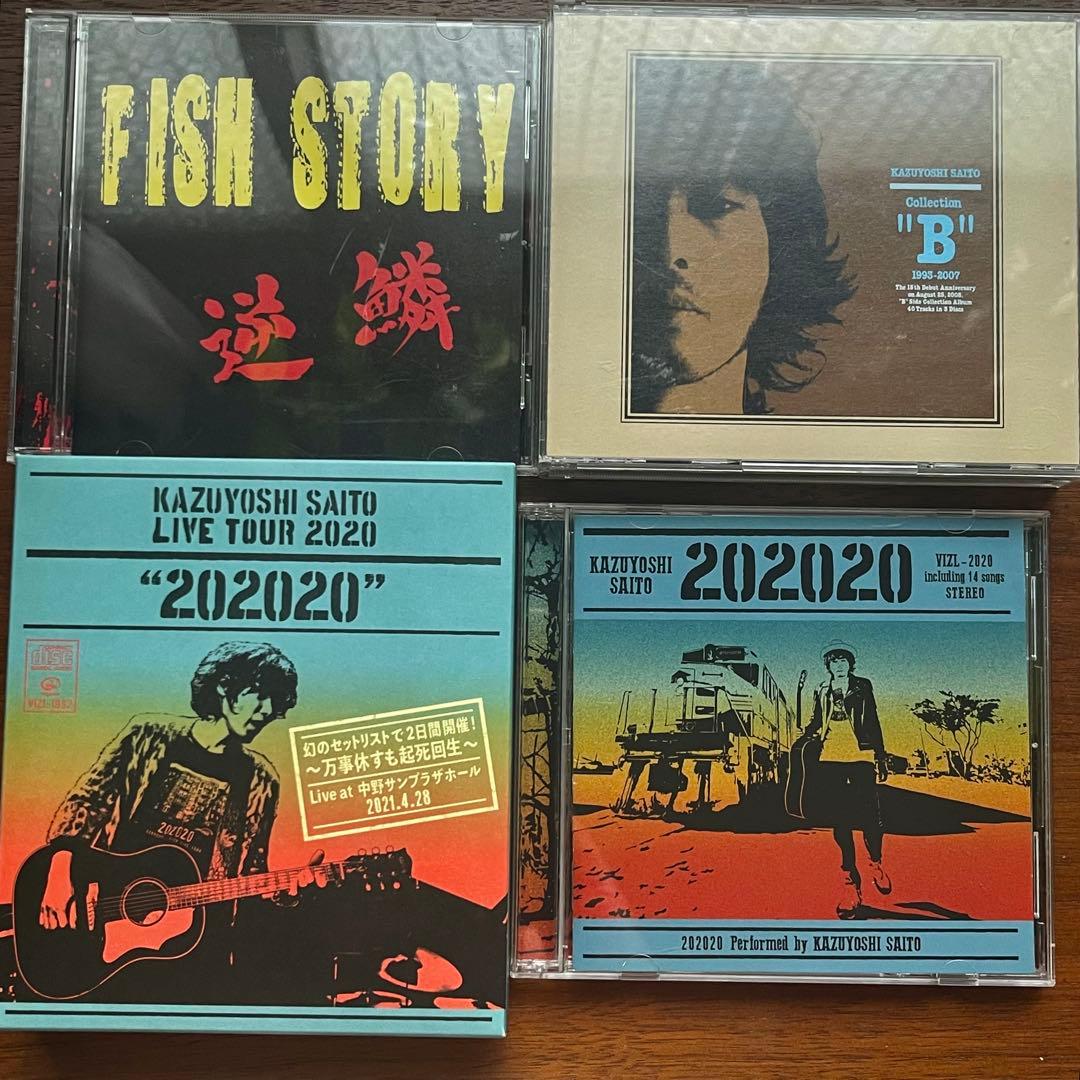 FISH STORY
逆鱗
KAZUYOSHI SAITO
Collection
"B"
1993-2007
The 15th Debut Anniversary
on August 25, 2008.
"B" Side Collection Album
40 Tracks in 3 Discs
KAZUYOSHI SAITO
LIVE TOUR 2020
“202020”
disc
幻のセットリストで2日間開催！
〜万事休すも起死回生〜
Live at 中野サンプラザホール
2021.4.28
202020
KAZUYOSHI
SAITO
202020
VIZL-2020
including 14 songs
STEREO
202020 Performed by KAZUYOSHI SAITO